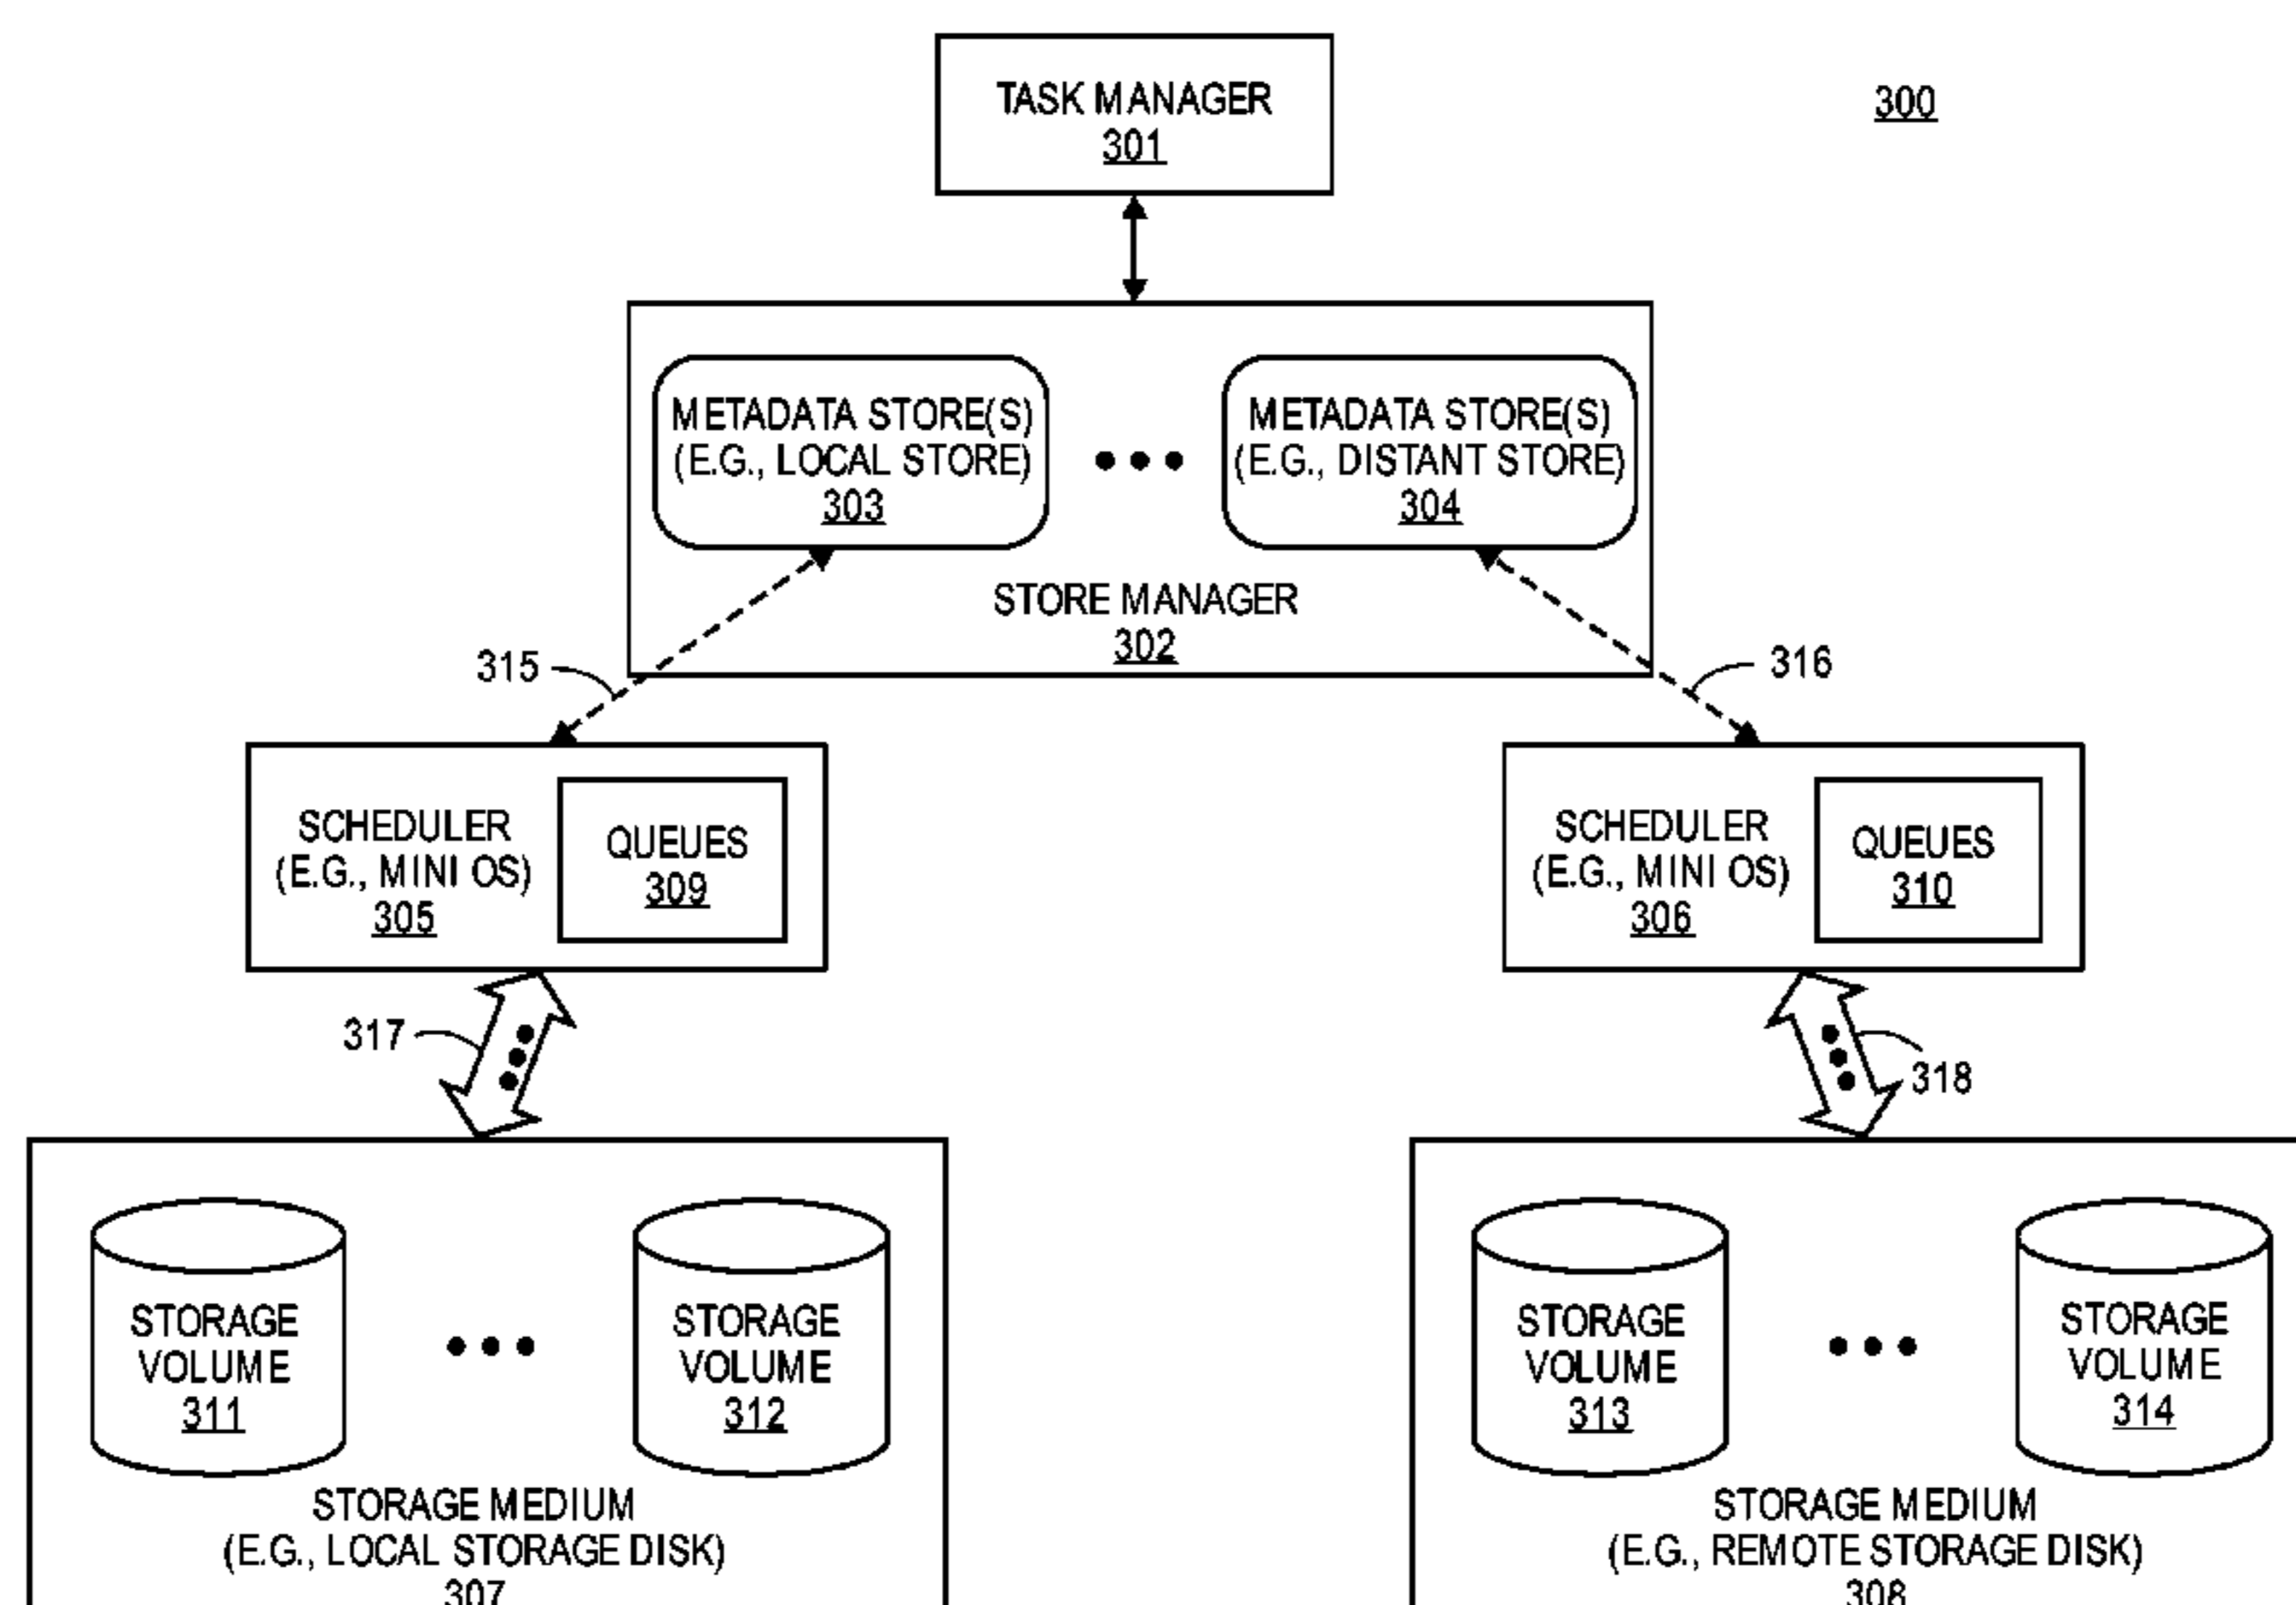 TASK MANAGER
301
300
METADATA STORE(S)
(E.G., LOCAL STORE)
303
METADATA STORE(S)
(E.G., DISTANT STORE)
304
STORE MANAGER
302
315
316
SCHEDULER
(E.G., MINI OS)
305
QUEUES
309
SCHEDULER
(E.G., MINI OS)
306
QUEUES
310
317
318
STORAGE
VOLUME
311
STORAGE
VOLUME
312
STORAGE MEDIUM
(E.G., LOCAL STORAGE DISK)
307
STORAGE
VOLUME
313
STORAGE
VOLUME
314
STORAGE MEDIUM
(E.G., REMOTE STORAGE DISK)
308